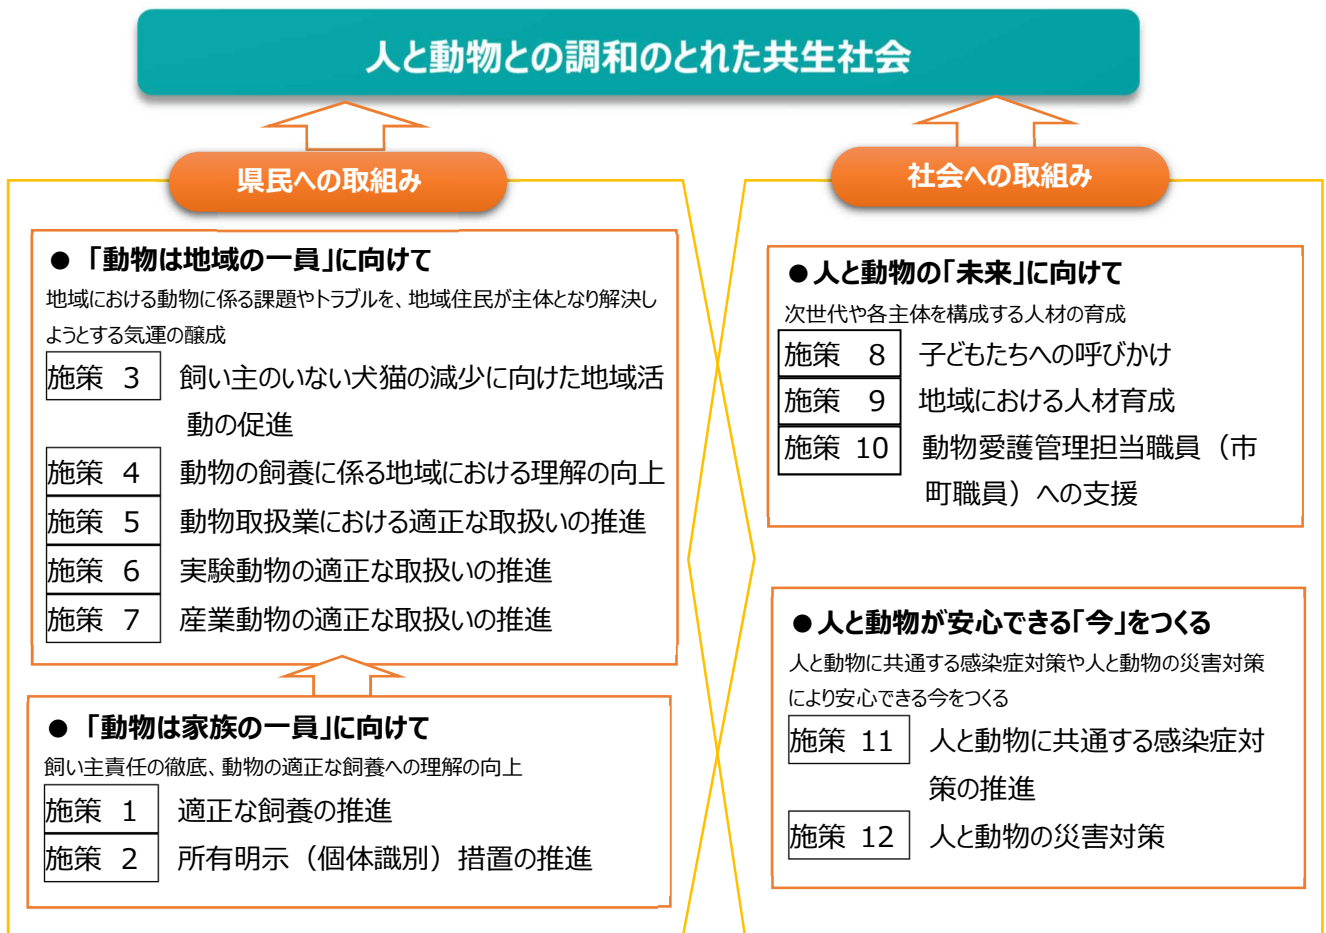 人と動物との調和のとれた共生社会
県民への取組み
● 「動物は地域の一員」に向けて
地域における動物に係る課題やトラブルを、地域住民が主体となり解決し
ようとする気運の醸成
施策 3 飼い主のいない犬猫の減少に向けた地域活
動の促進
施策 4 動物の飼養に係る地域における理解の向上
施策 5 動物取扱業における適正な取扱いの推進
施策 6 実験動物の適正な取扱いの推進
施策 7 産業動物の適正な取扱いの推進
● 「動物は家族の一員」に向けて
飼い主責任の徹底、動物の適正な飼養への理解の向上
施策 1 適正な飼養の推進
施策 2 所有明示（個体識別）措置の推進
社会への取組み
●人と動物の「未来」に向けて
次世代や各主体を構成する人材の育成
施策 8 子どもたちへの呼びかけ
施策 9 地域における人材育成
施策 10 動物愛護管理担当職員（市
町職員）への支援
●人と動物が安心できる「今」をつくる
人と動物に共通する感染症対策や人と動物の災害対策
により安心できる今をつくる
施策 11 人と動物に共通する感染症対
策の推進
施策 12 人と動物の災害対策